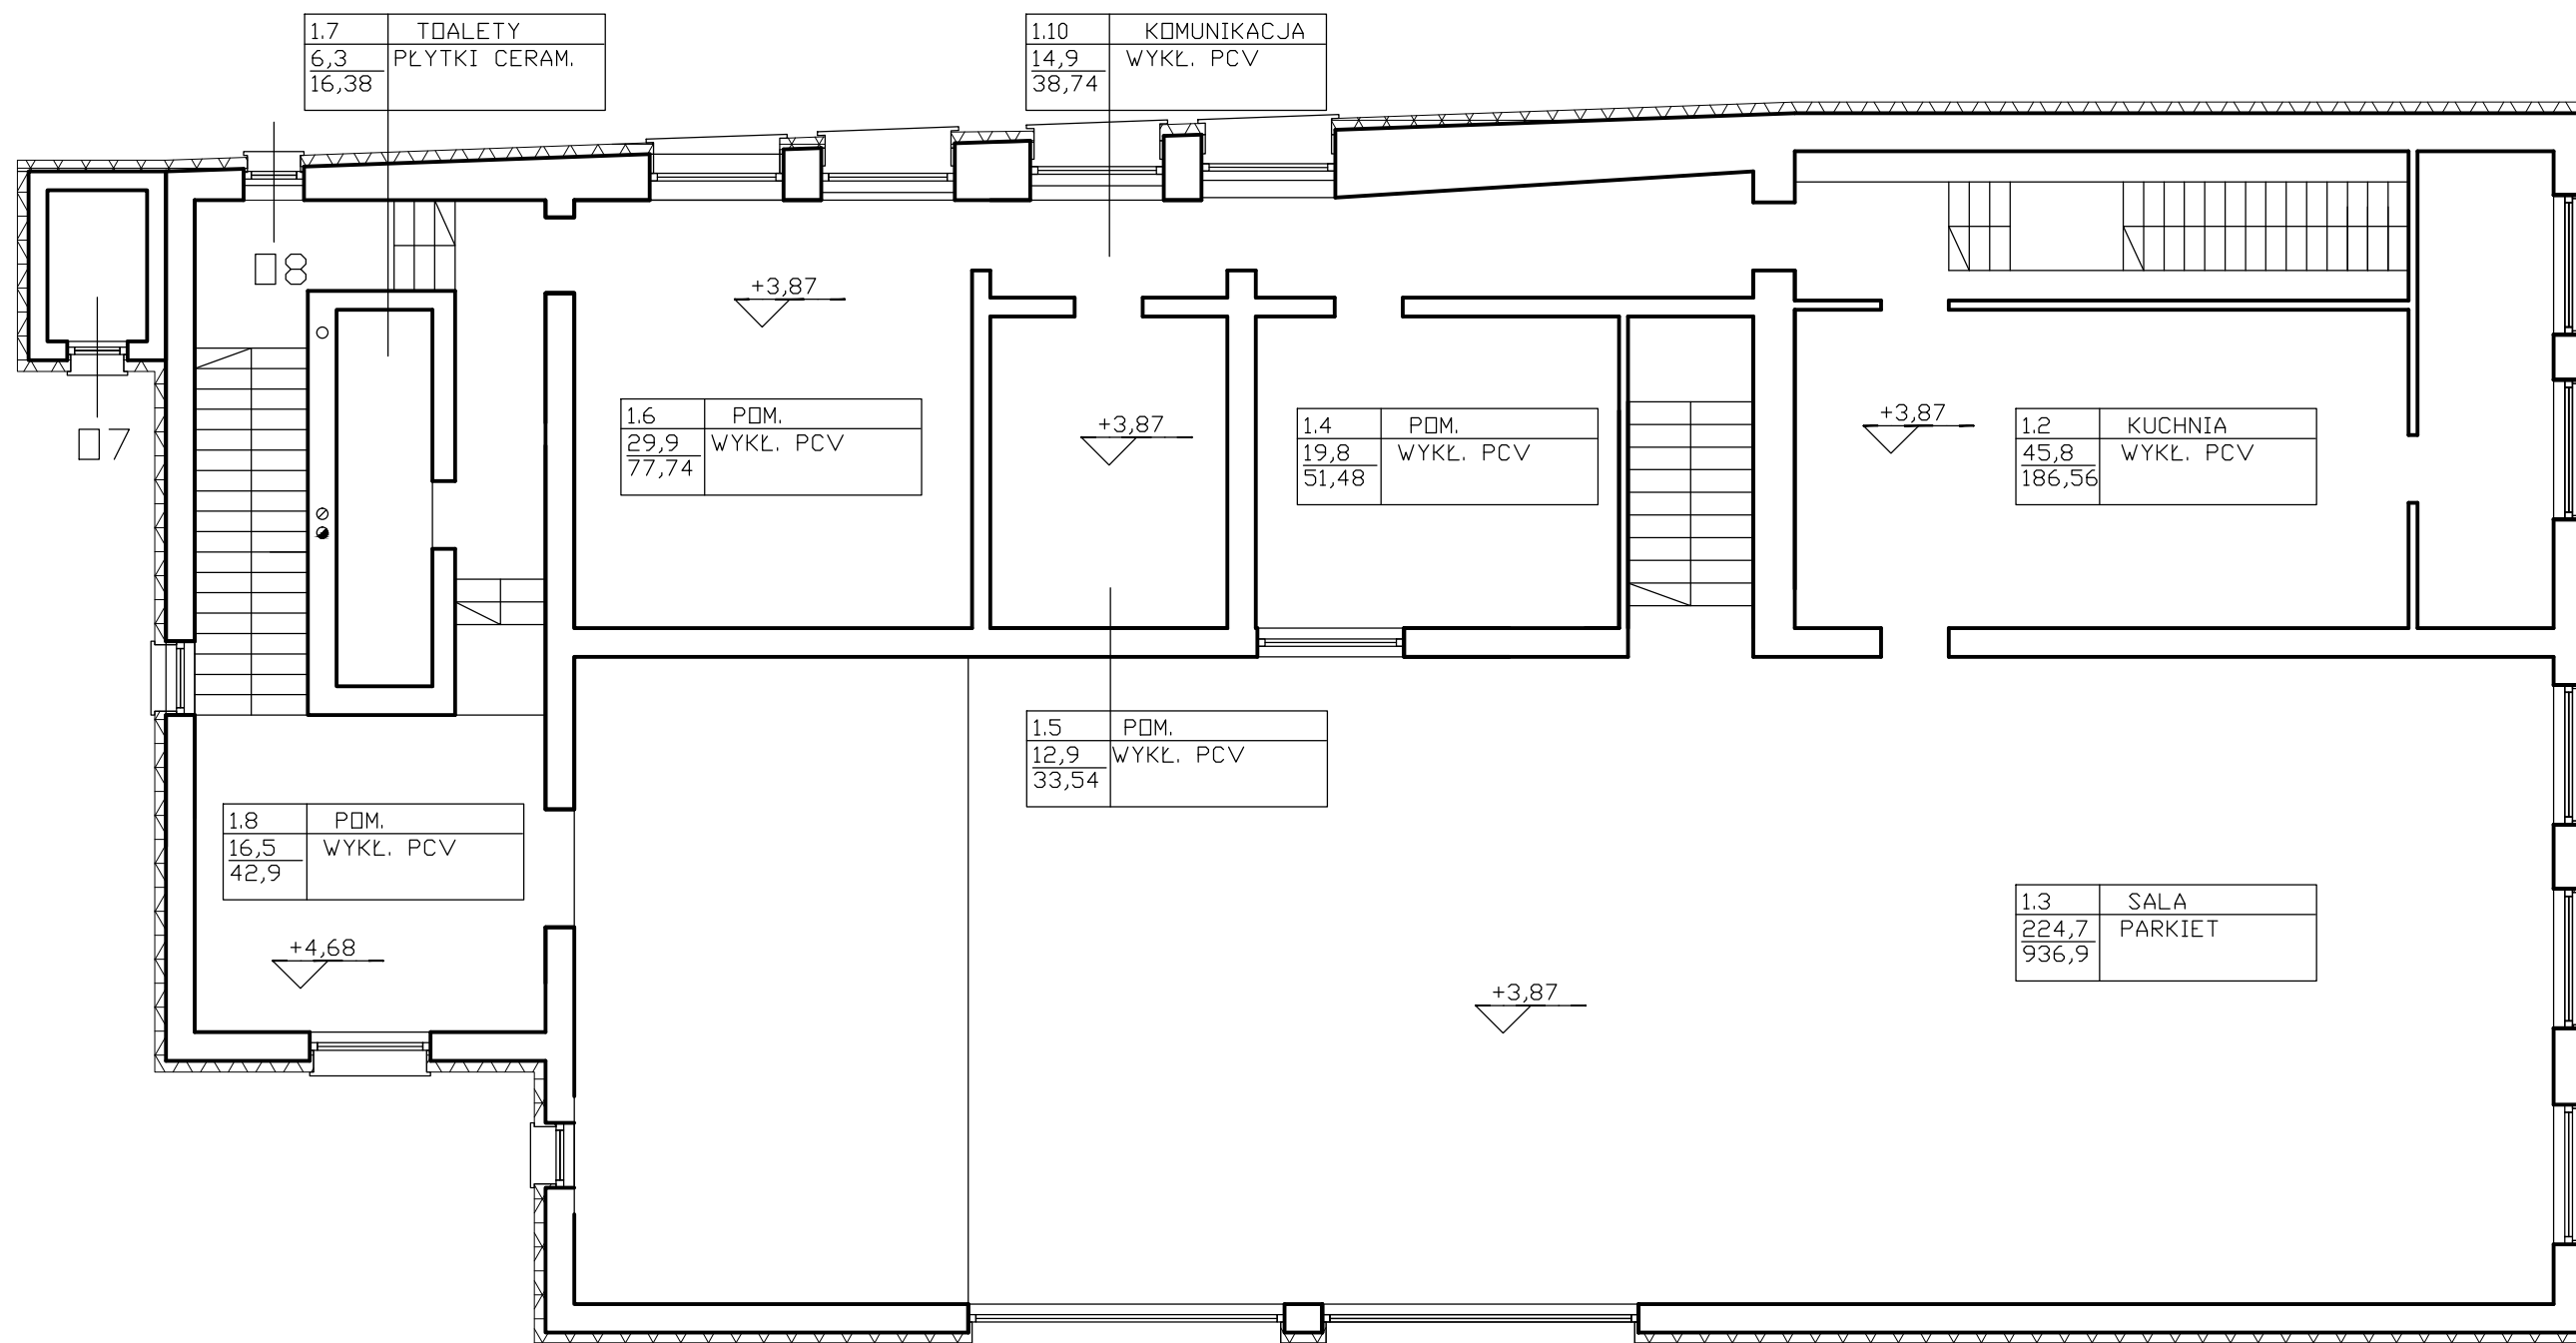 1.7 TOALETY
6,3 PŁYTKI CERAM.
16,38
1.10 KOMUNIKACJA
14,9 WYKŁ. PCV
38,74
O8
O7
+3,87
1.6 POM.
29,9 WYKŁ. PCV
77,74
+3,87
1.4 POM.
19,8 WYKŁ. PCV
51,48
+3,87
1.2 KUCHNIA
45,8 WYKŁ. PCV
186,56
1.5 POM.
12,9 WYKŁ. PCV
33,54
1.8 POM.
16,5 WYKŁ. PCV
42,9
+4,68
1.3 SALA
224,7 PARKIET
936,9
+3,87